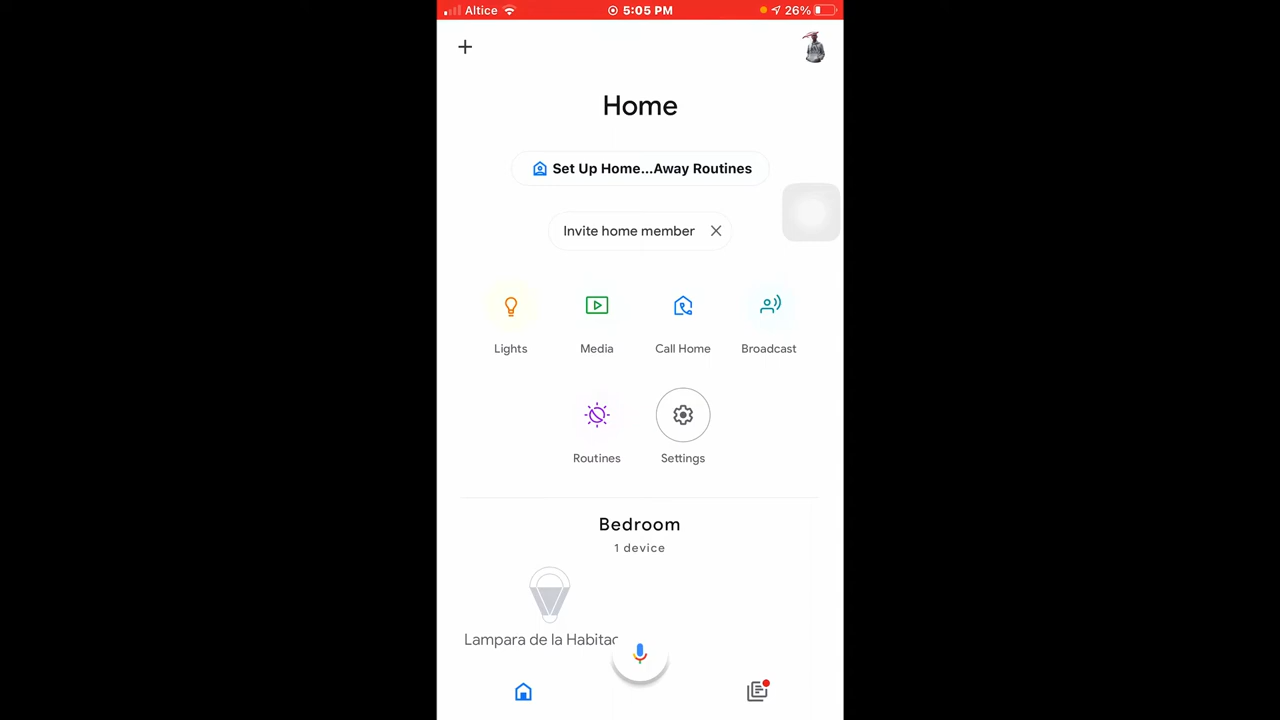 Altice 5:05 PM 26%
Home
Set Up Home...Away Routines
Invite home member
Lights Media Call Home Broadcast
Routines Settings
Bedroom
1 device
Lampara de la Habitac